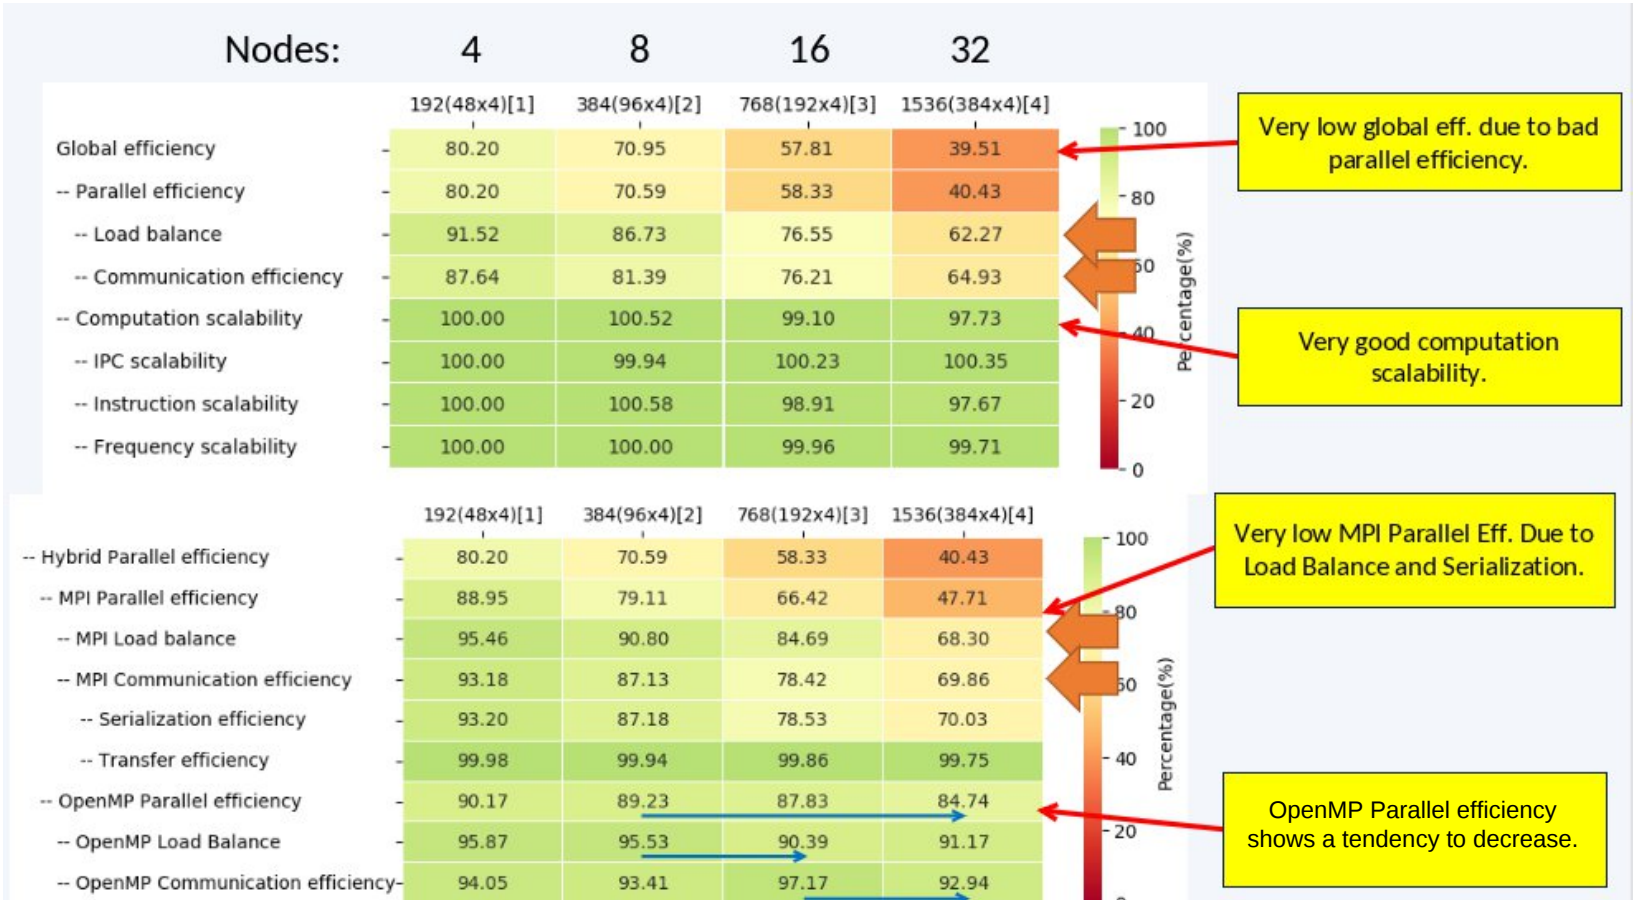 Nodes: 4 8 16 32
192(48x4)[1] 384(96x4)[2] 768(192x4)[3] 1536(384x4)[4]
Global efficiency 80.20 70.95 57.81 39.51
-- Parallel efficiency 80.20 70.59 58.33 40.43
-- Load balance 91.52 86.73 76.55 62.27
-- Communication efficiency 87.64 81.39 76.21 64.93
-- Computation scalability 100.00 100.52 99.10 97.73
-- IPC scalability 100.00 99.94 100.23 100.35
-- Instruction scalability 100.00 100.58 98.91 97.67
-- Frequency scalability 100.00 100.00 99.96 99.71
100
80
60
40
20
0
Percentage(%)
Very low global eff. due to bad
parallel efficiency.
Very good computation
scalability.
192(48x4)[1] 384(96x4)[2] 768(192x4)[3] 1536(384x4)[4]
-- Hybrid Parallel efficiency 80.20 70.59 58.33 40.43
-- MPI Parallel efficiency 88.95 79.11 66.42 47.71
-- MPI Load balance 95.46 90.80 84.69 68.30
-- MPI Communication efficiency 93.18 87.13 78.42 69.86
-- Serialization efficiency 93.20 87.18 78.53 70.03
-- Transfer efficiency 99.98 99.94 99.86 99.75
-- OpenMP Parallel efficiency 90.17 89.23 87.83 84.74
-- OpenMP Load Balance 95.87 95.53 90.39 91.17
-- OpenMP Communication efficiency 94.05 93.41 97.17 92.94
100
80
60
40
20
Percentage(%)
Very low MPI Parallel Eff. Due to
Load Balance and Serialization.
OpenMP Parallel efficiency
shows a tendency to decrease.